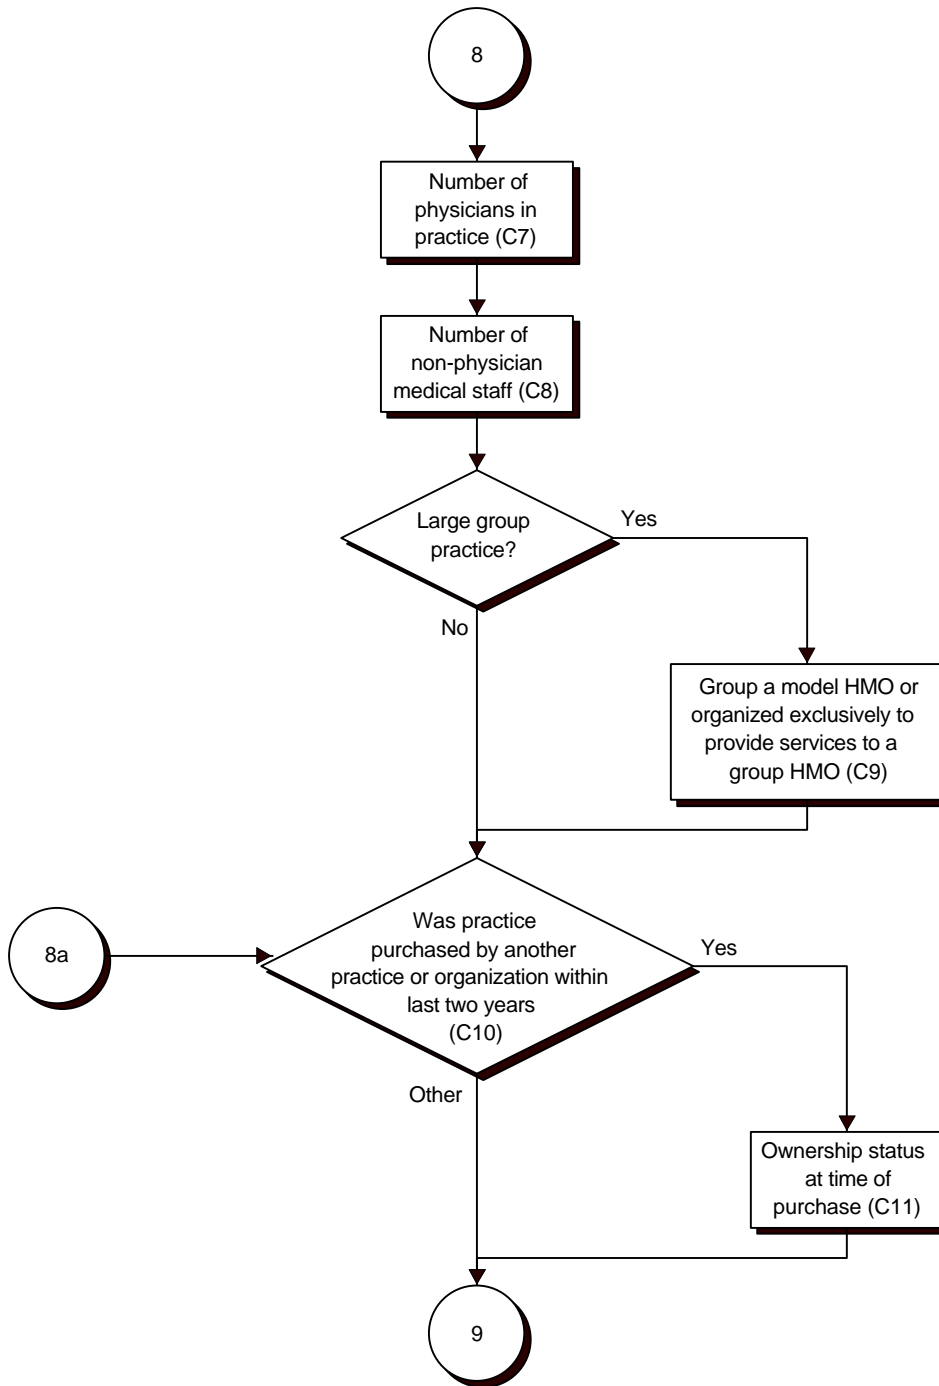 8
Number of
physicians in
practice (C7)
Number of
non-physician
medical staff (C8)
Large group
practice?
Yes
No
Group a model HMO or
organized exclusively to
provide services to a
group HMO (C9)
8a
Was practice
purchased by another
practice or organization within
last two years
(C10)
Yes
Other
Ownership status
at time of
purchase (C11)
9